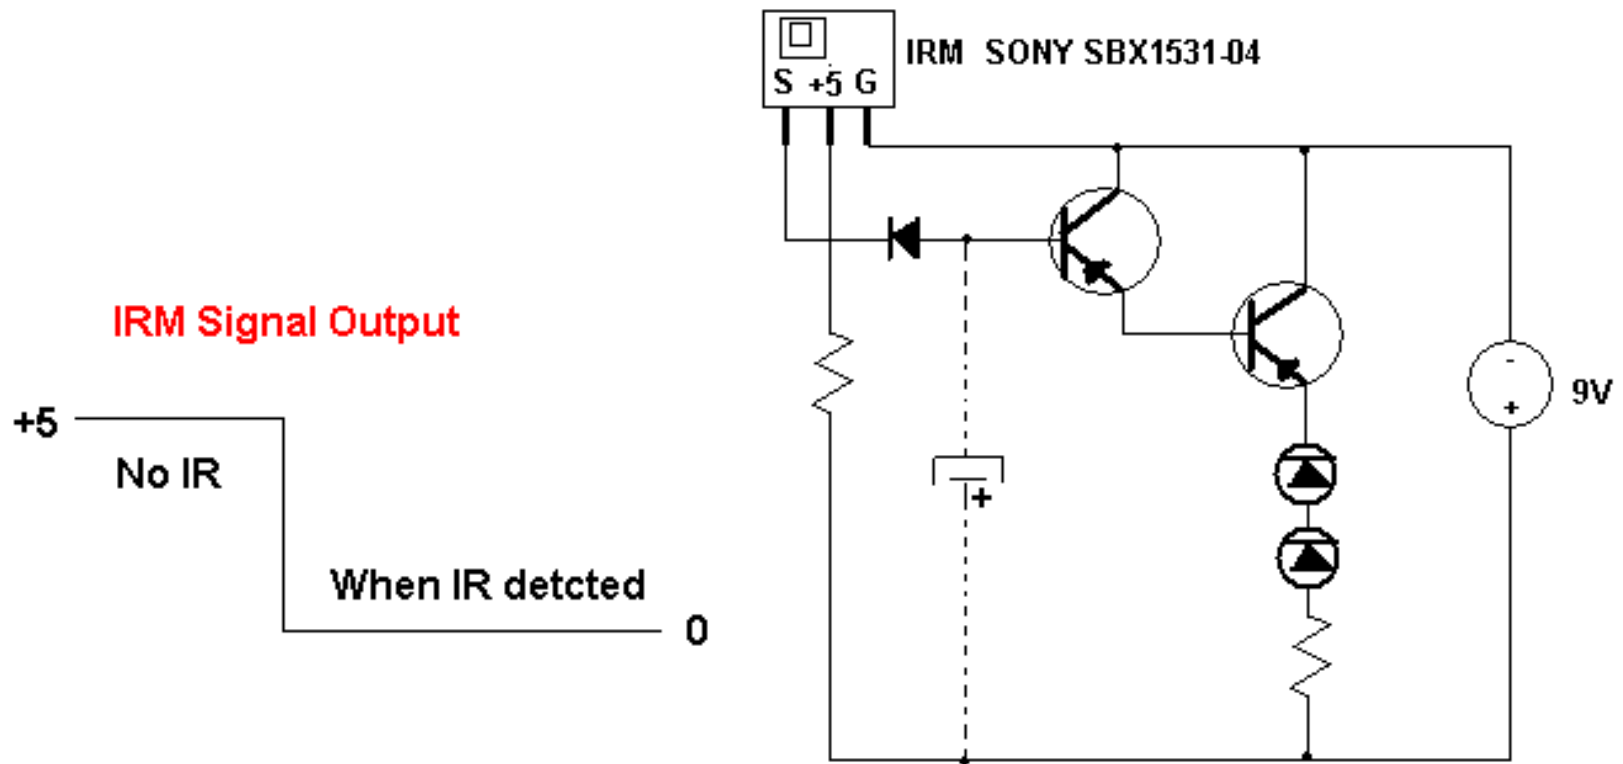 IRM SONY SBX1531-04
S +5 G
IRM Signal Output
+5
No IR
When IR detcted
0
-
+
9V
+